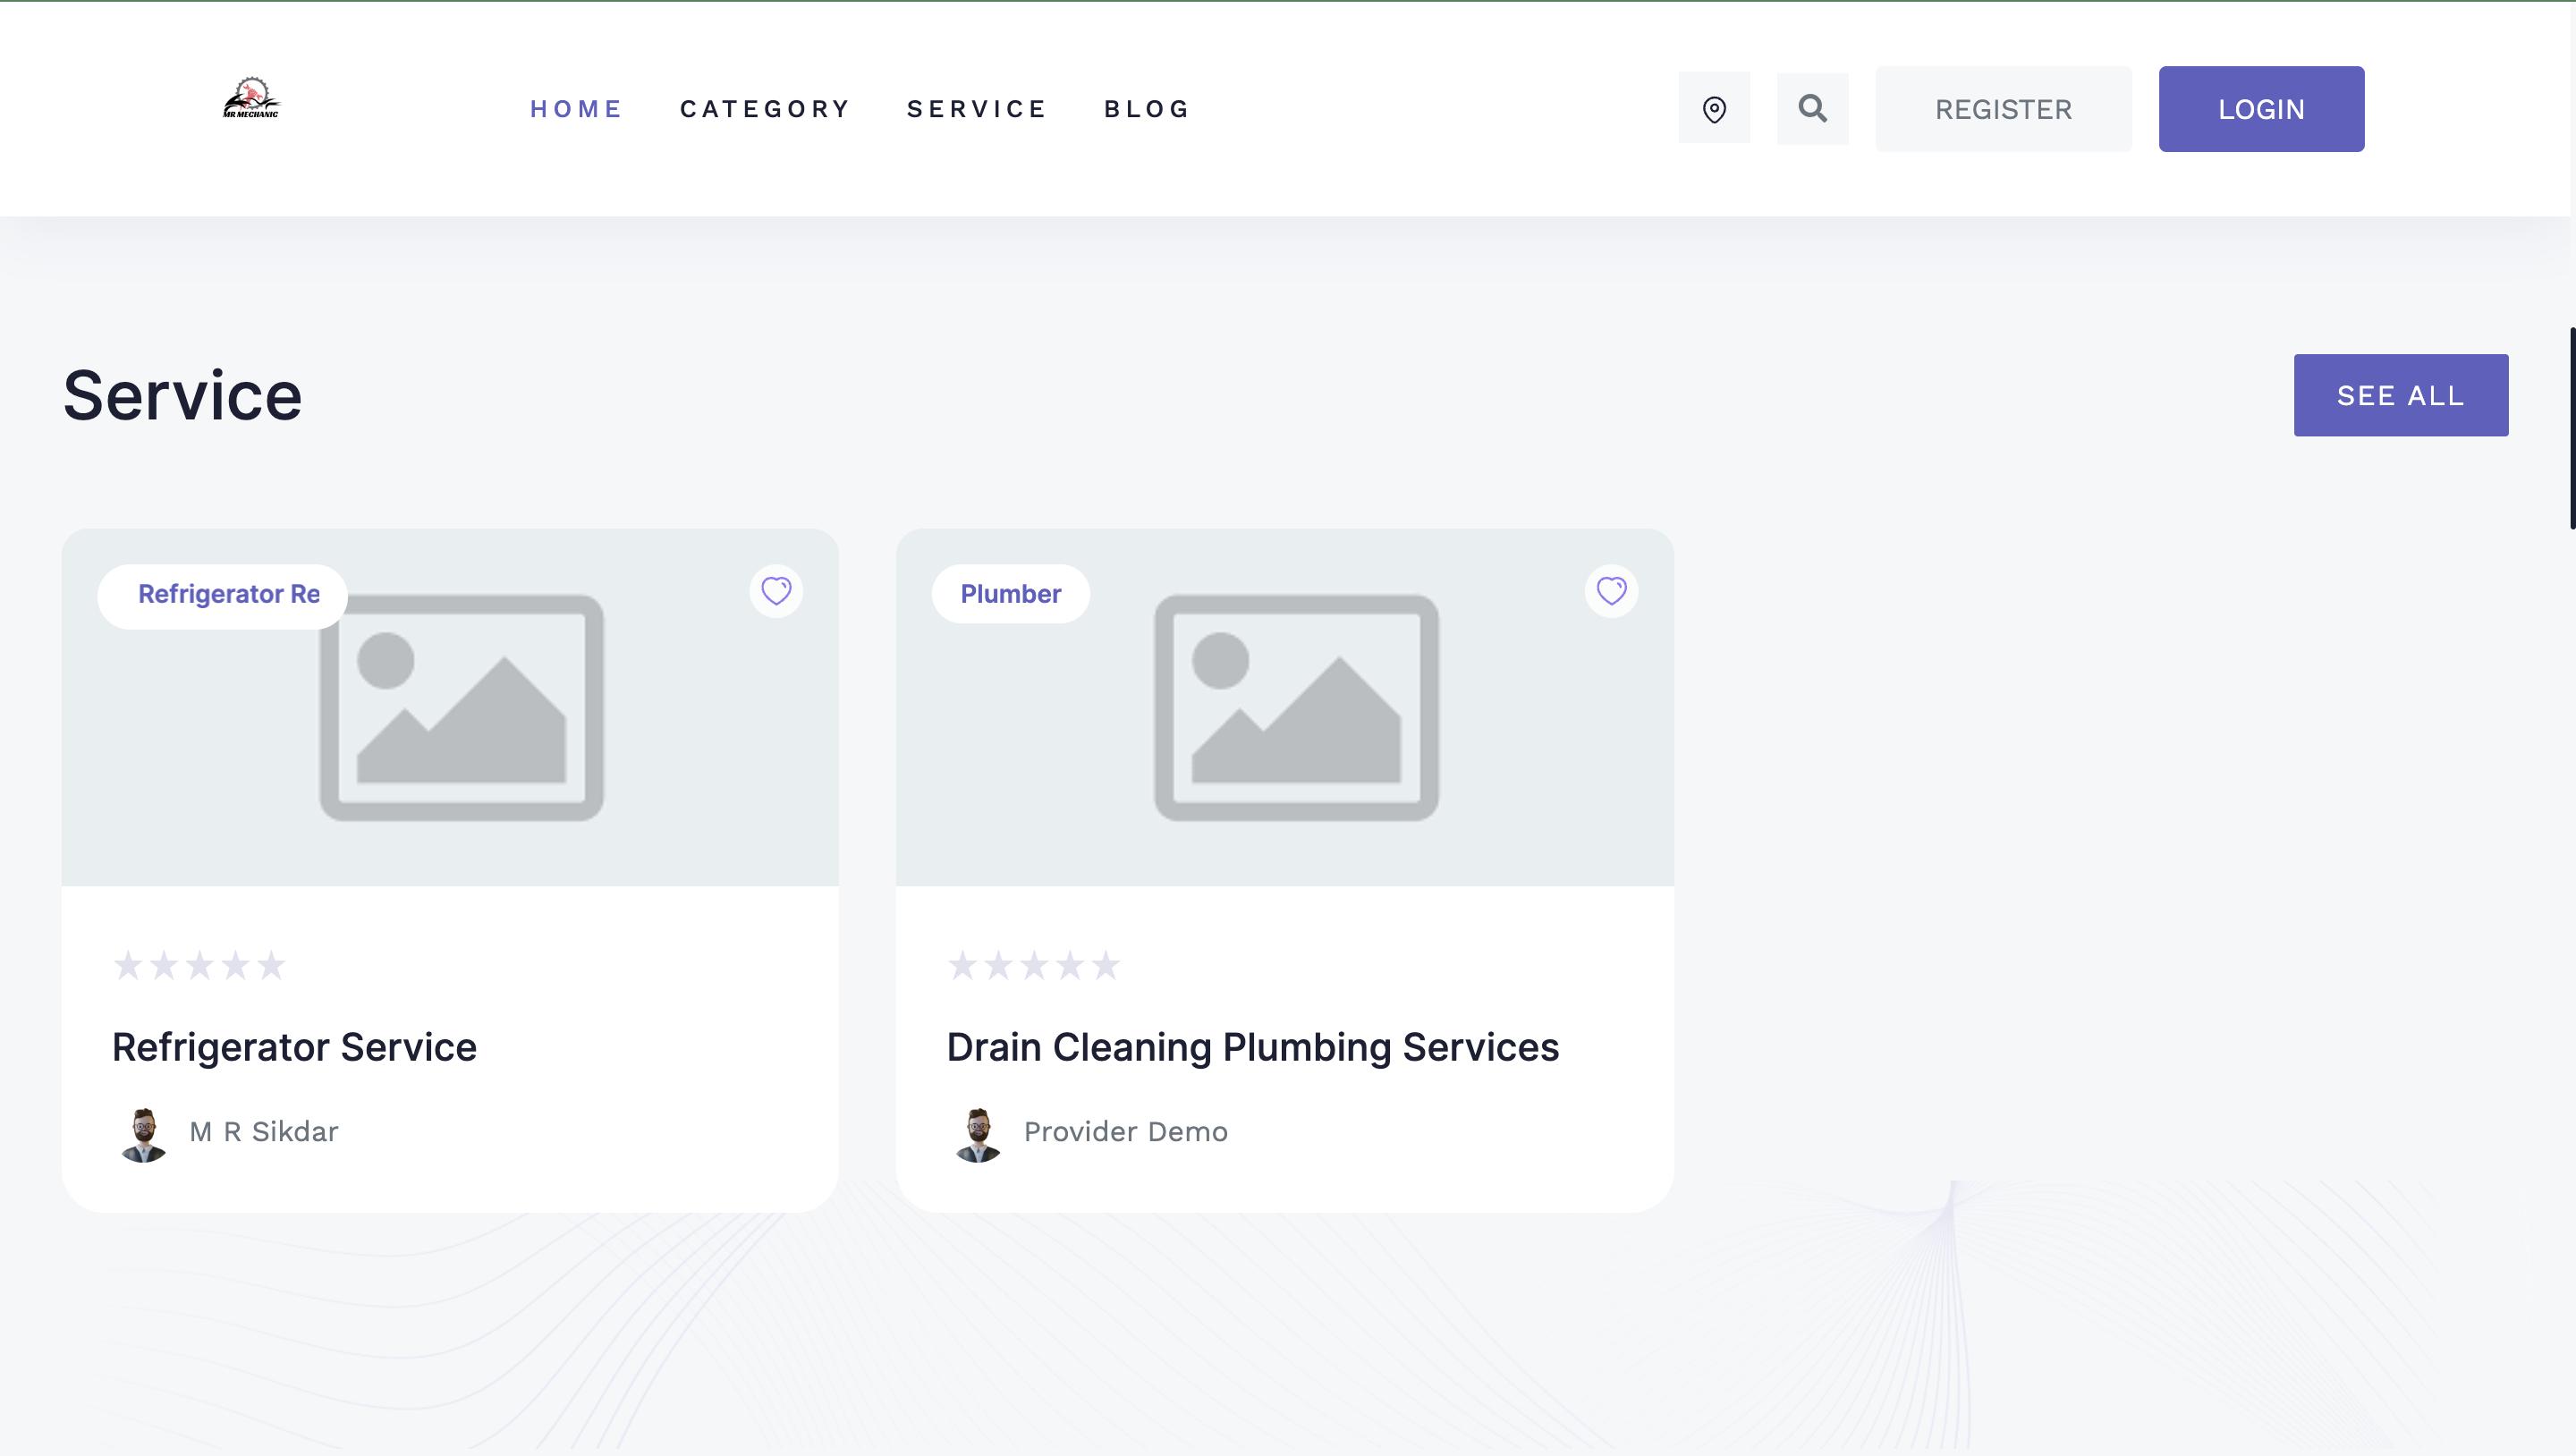 MR MECHANIC
HOME CATEGORY SERVICE BLOG
REGISTER LOGIN
Service
SEE ALL
Refrigerator Re
Plumber
Refrigerator Service
Drain Cleaning Plumbing Services
M R Sikdar
Provider Demo